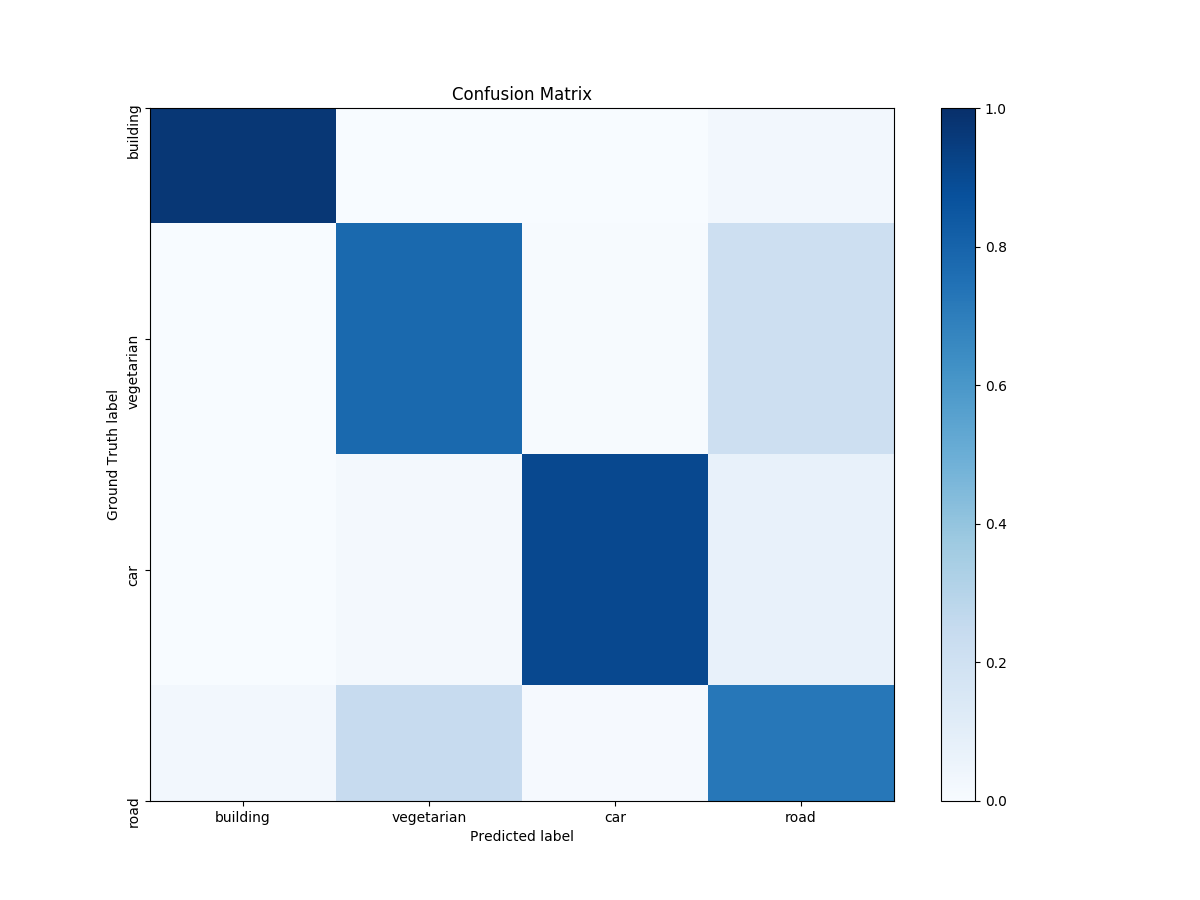 Confusion Matrix
Ground Truth label
building
vegetarian
car
road
building vegetarian car road
Predicted label
1.0
0.8
0.6
0.4
0.2
0.0